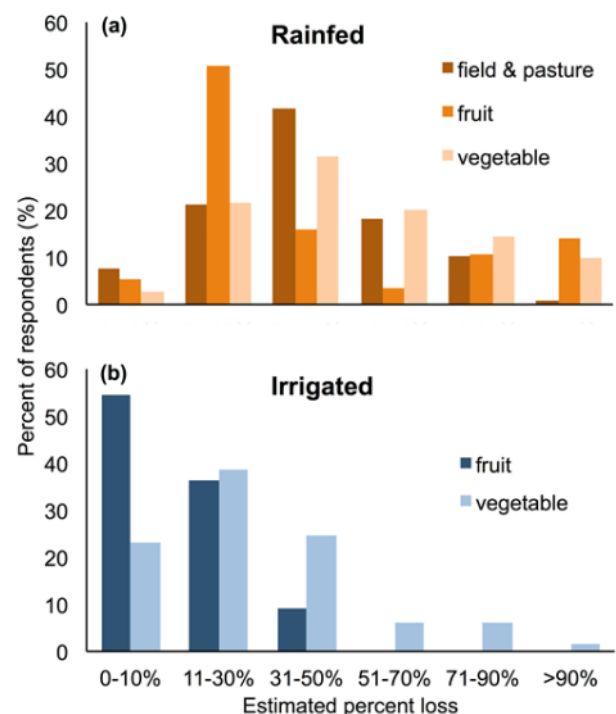 (a)
Rainfed
field & pasture
fruit
vegetable
60
50
40
30
20
10
0
Percent of respondents (%)
(b)
Irrigated
fruit
vegetable
60
50
40
30
20
10
0
0-10% 11-30% 31-50% 51-70% 71-90% >90%
Estimated percent loss